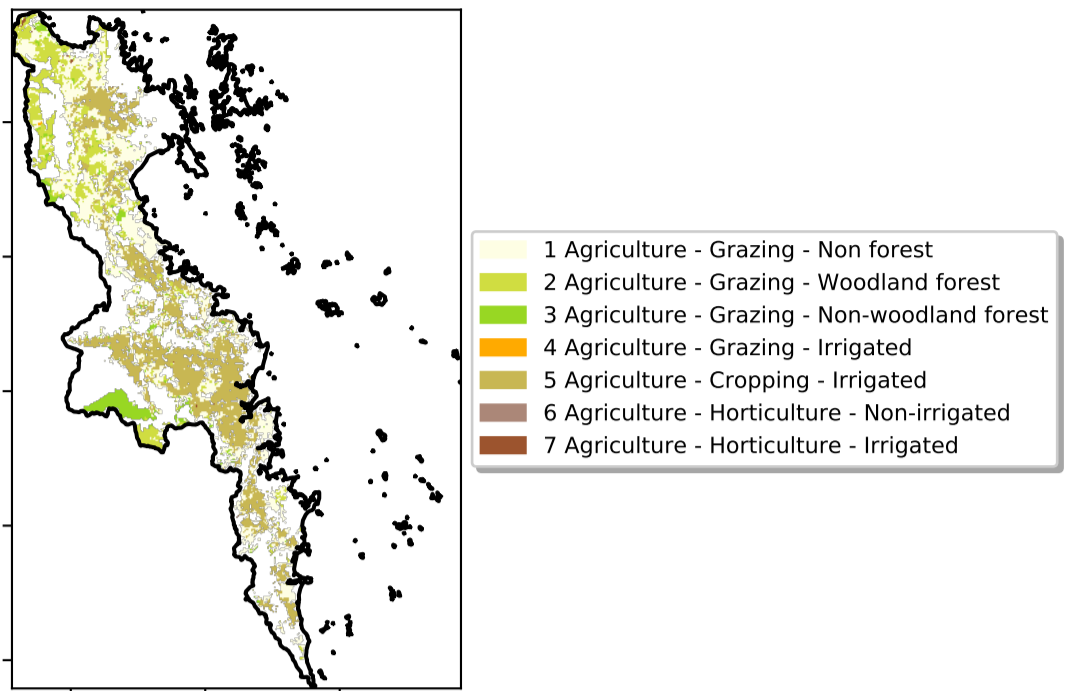 1 Agriculture - Grazing - Non forest
2 Agriculture - Grazing - Woodland forest
3 Agriculture - Grazing - Non-woodland forest
4 Agriculture - Grazing - Irrigated
5 Agriculture - Cropping - Irrigated
6 Agriculture - Horticulture - Non-irrigated
7 Agriculture - Horticulture - Irrigated